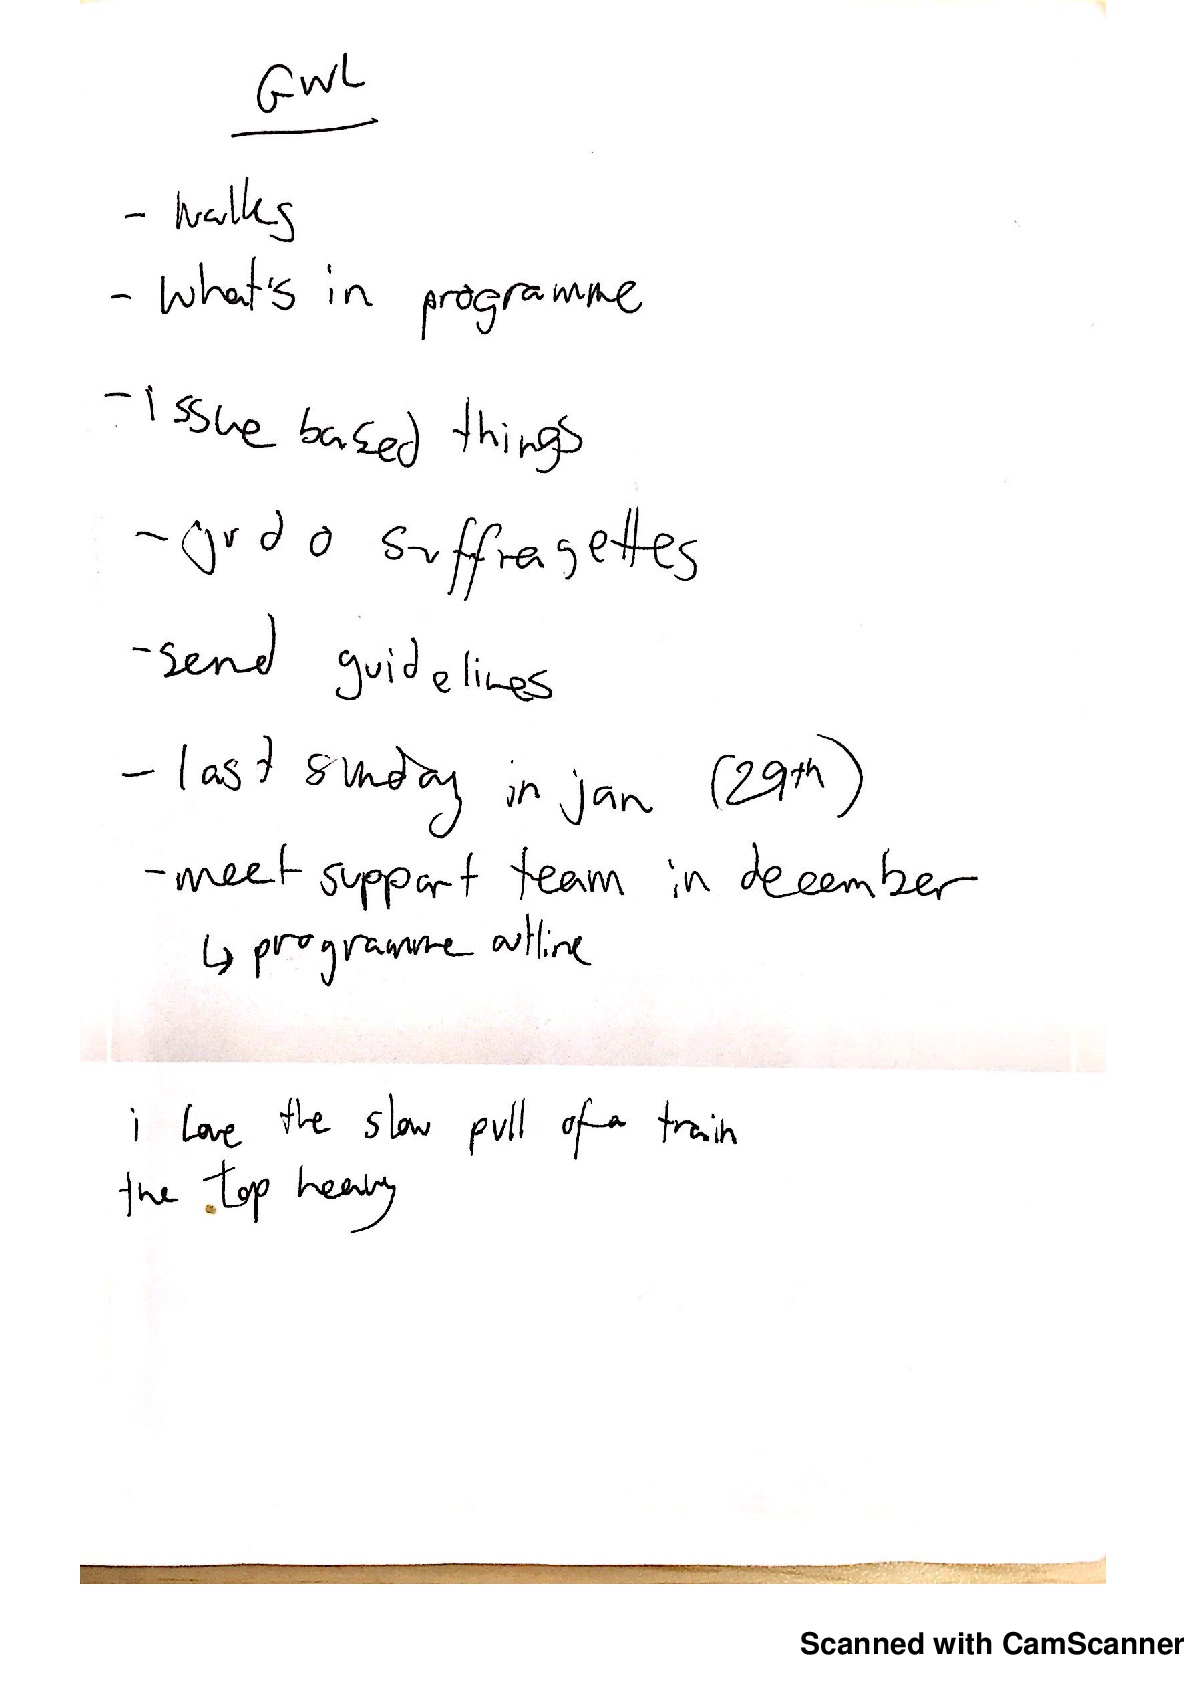 GWL
- walks
- what's in programme
- issue based things
- suffragettes
- send guidelines
- last sunday in jan (29th)
- meet support team in december
↳ programme outline
i love the slow pull of a train
the top heavy
Scanned with CamScanner